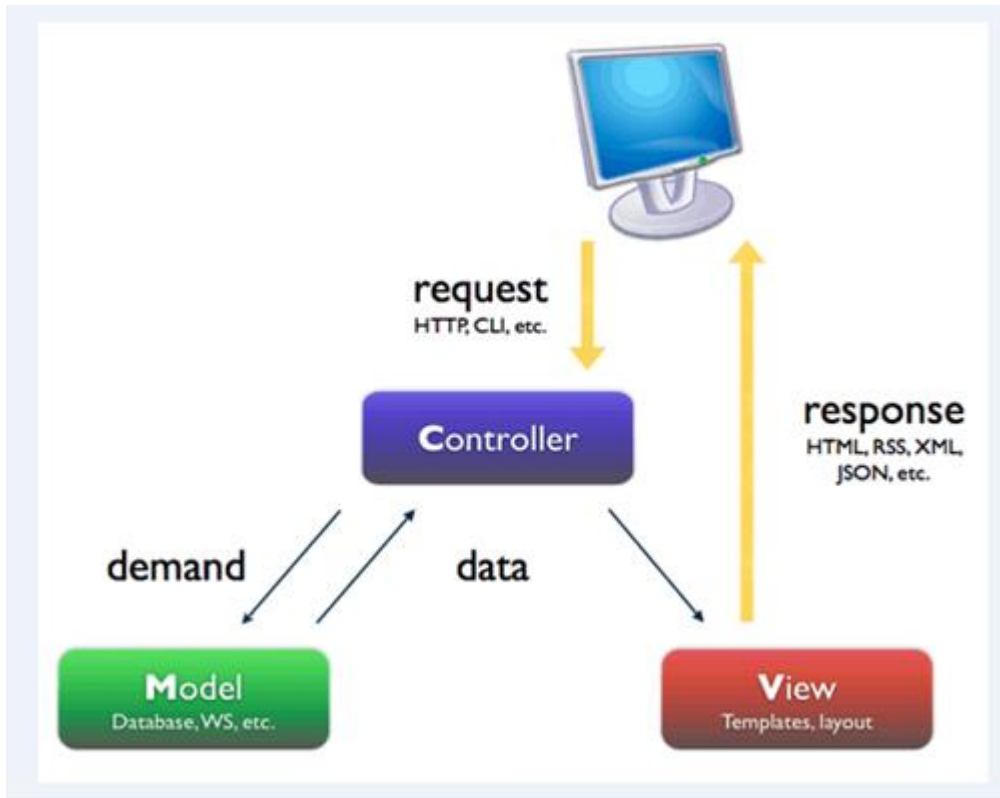 request
HTTP, CLI, etc.
Controller
response
HTML, RSS, XML,
JSON, etc.
demand
data
Model
Database, WS, etc.
View
Templates, layout